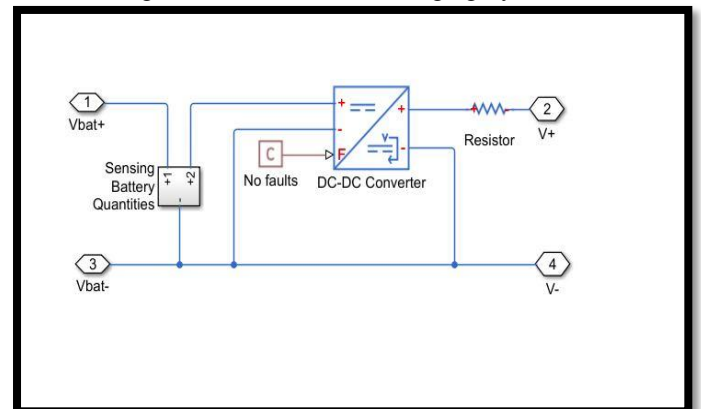 1
Vbat+
Sensing
Battery
Quantities
+1
+2
-
C
No faults
+
-
F
+
V
-
DC-DC Converter
Resistor
2
V+
3
Vbat-
4
V-